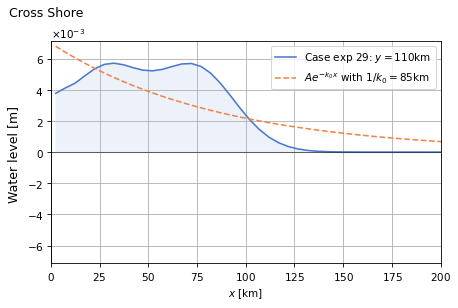 Cross Shore
×10⁻³
6
4
2
0
−2
−4
−6
Water level [m]
Case exp 29: y = 110km
Ae^{−k₀x} with 1/k₀ = 85km
0 25 50 75 100 125 150 175 200
x [km]